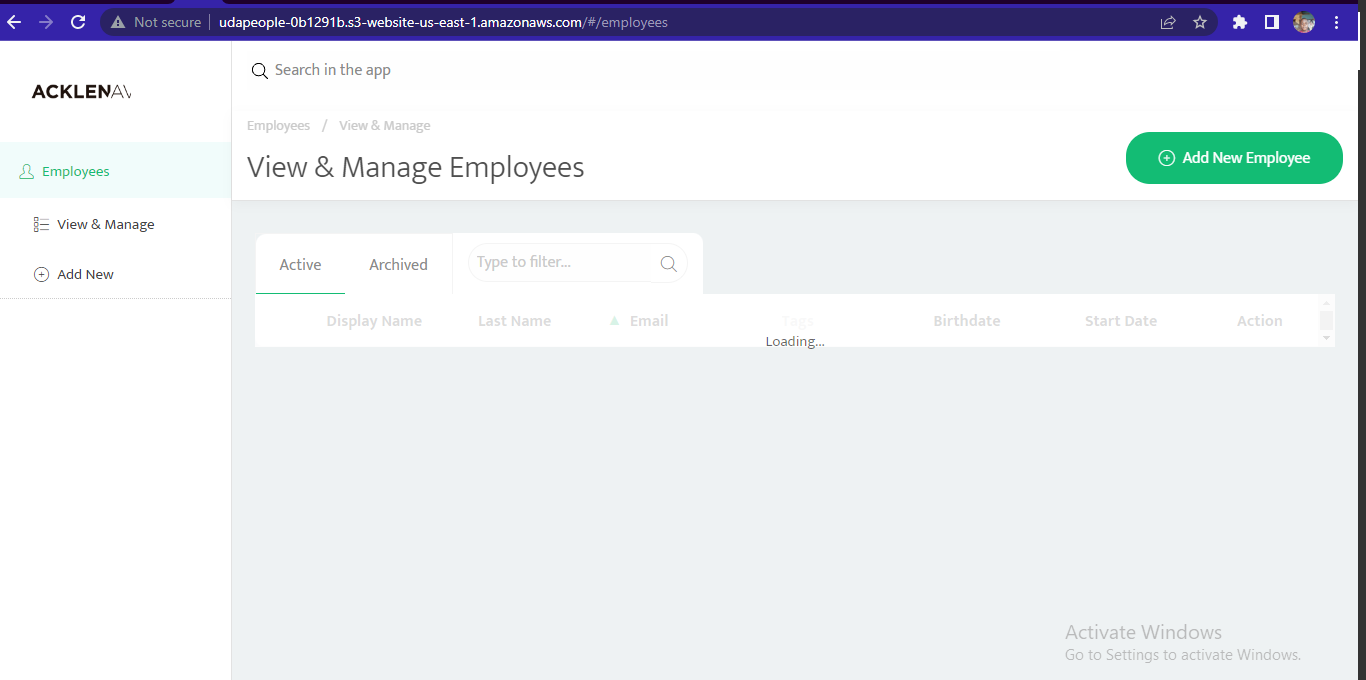 Not secure udapeople-0b1291b.s3-website-us-east-1.amazonaws.com/#/employees
ACKLENAV
Search in the app
Employees / View & Manage
View & Manage Employees
Add New Employee
Employees
View & Manage
Add New
Active Archived Type to filter...
Display Name Last Name Email Tags Birthdate Start Date Action
Loading...
Activate Windows
Go to Settings to activate Windows.